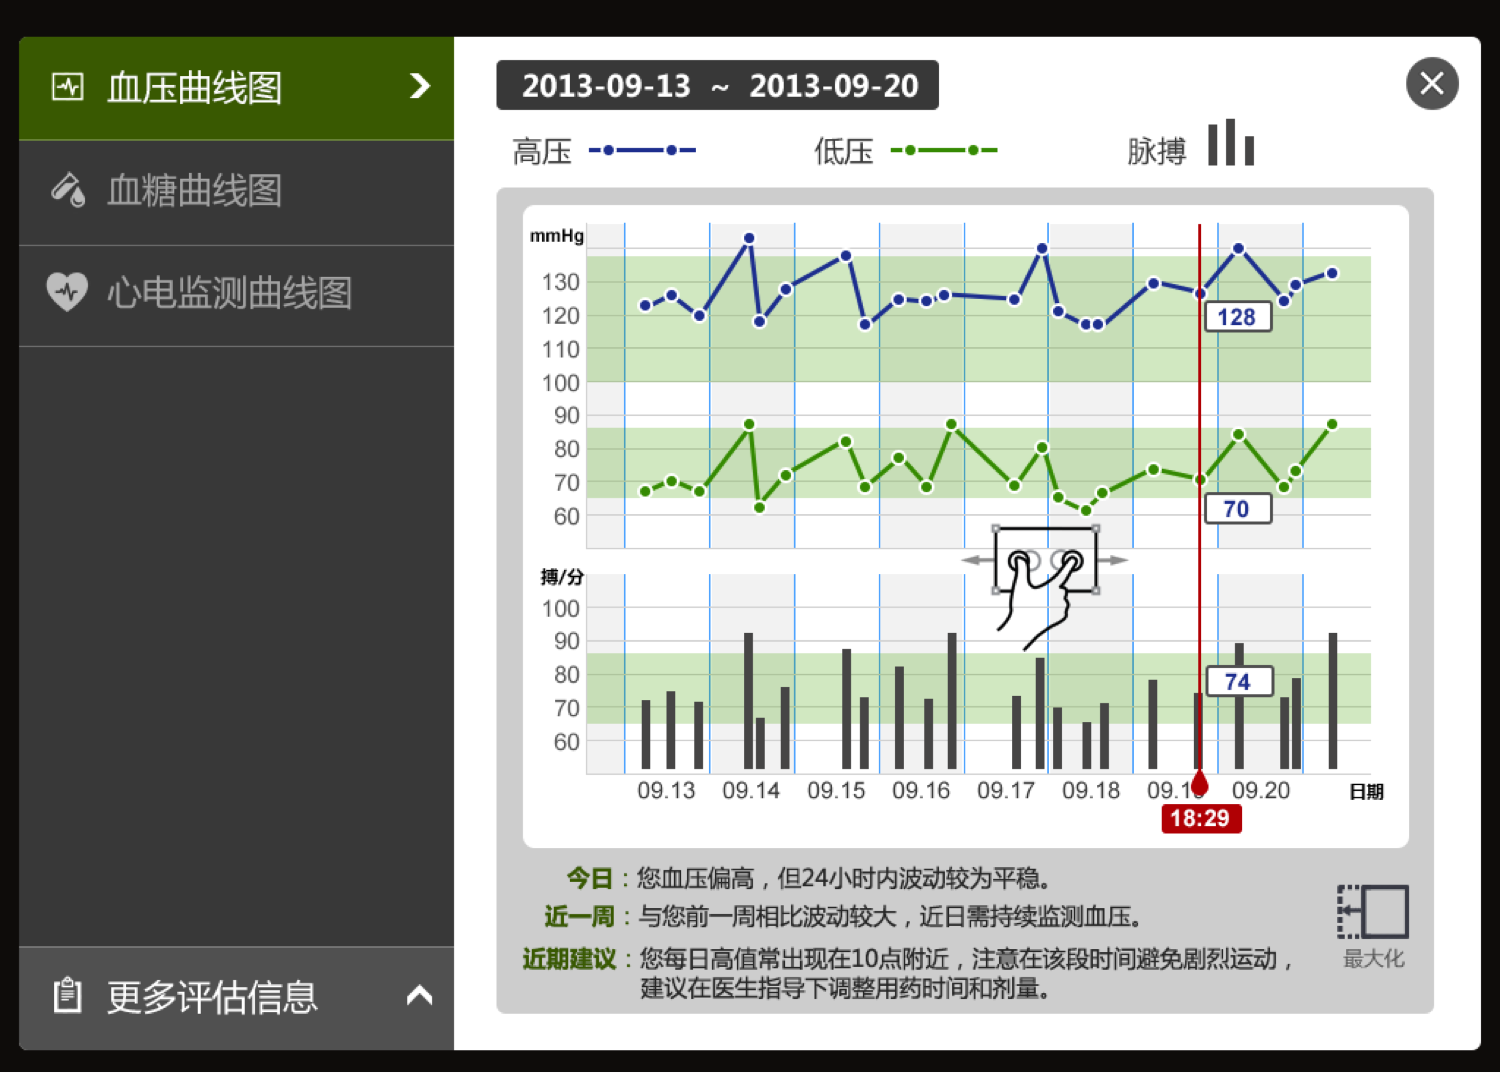 血压曲线图
血糖曲线图
心电监测曲线图
更多评估信息
2013-09-13 ~ 2013-09-20
高压
低压
脉搏
mmHg
130
120
110
100
90
80
70
60
128
70
搏/分
100
90
80
70
60
74
09.13 09.14 09.15 09.16 09.17 09.18 09.1 09.20 日期
18:29
今日：您血压偏高，但24小时内波动较为平稳。
近一周：与您前一周相比波动较大，近日需持续监测血压。
近期建议：您每日高值常出现在10点附近，注意在该段时间避免剧烈运动，
建议在医生指导下调整用药时间和剂量。
最大化